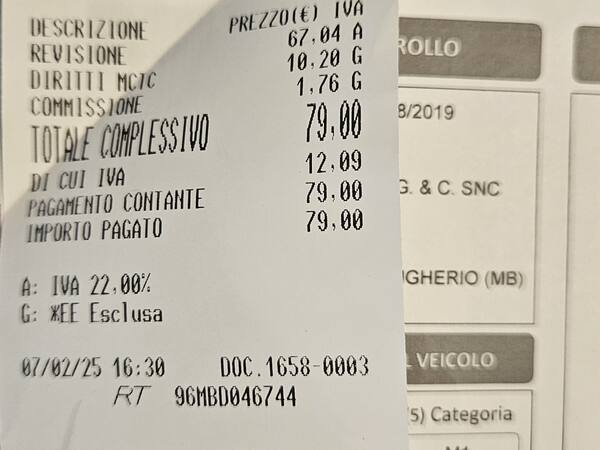 DESCRIZIONE PREZZO(€) IVA
REVISIONE 67,04 A
DIRITTI MCTC 10,20 G
COMMISSIONE 1,76 G
TOTALE COMPLESSIVO 79,00
DI CUI IVA 12,09
PAGAMENTO CONTANTE 79,00
IMPORTO PAGATO 79,00
A: IVA 22,00%
G: *EE Esclusa
07/02/25 16:30 DOC.1658-0003
RT 96MBD046744
ROLLO
8/2019
G. & C. SNC
UGHERIO (MB)
VEICOLO
(5) Categoria